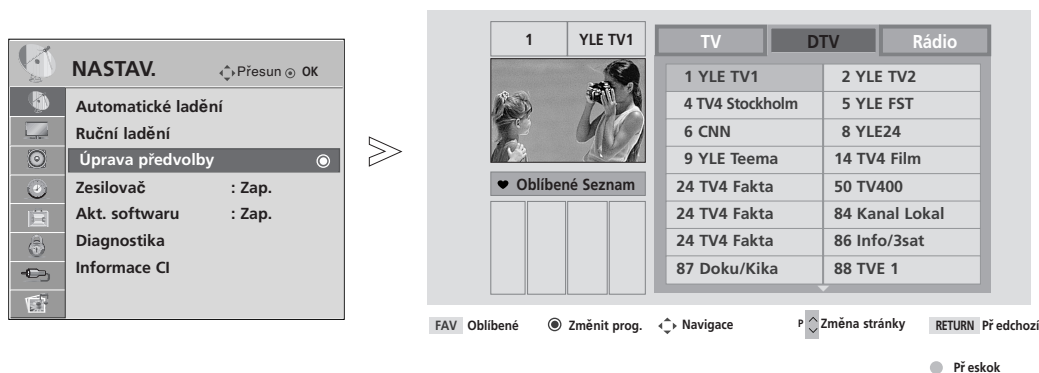 NASTAV. Přesun OK
Automatické ladění
Ruční ladění
Úprava předvolby
Zesilovač : Zap.
Akt. softwaru : Zap.
Diagnostika
Informace CI
1 YLE TV1
Oblíbené Seznam
TV DTV Rádio
1 YLE TV1 2 YLE TV2
4 TV4 Stockholm 5 YLE FST
6 CNN 8 YLE24
9 YLE Teema 14 TV4 Film
24 TV4 Fakta 50 TV400
24 TV4 Fakta 84 Kanal Lokal
24 TV4 Fakta 86 Info/3sat
87 Doku/Kika 88 TVE 1
FAV Oblíbené Změnit prog. Navigace P Změna stránky RETURN Př edchozí
Př eskok